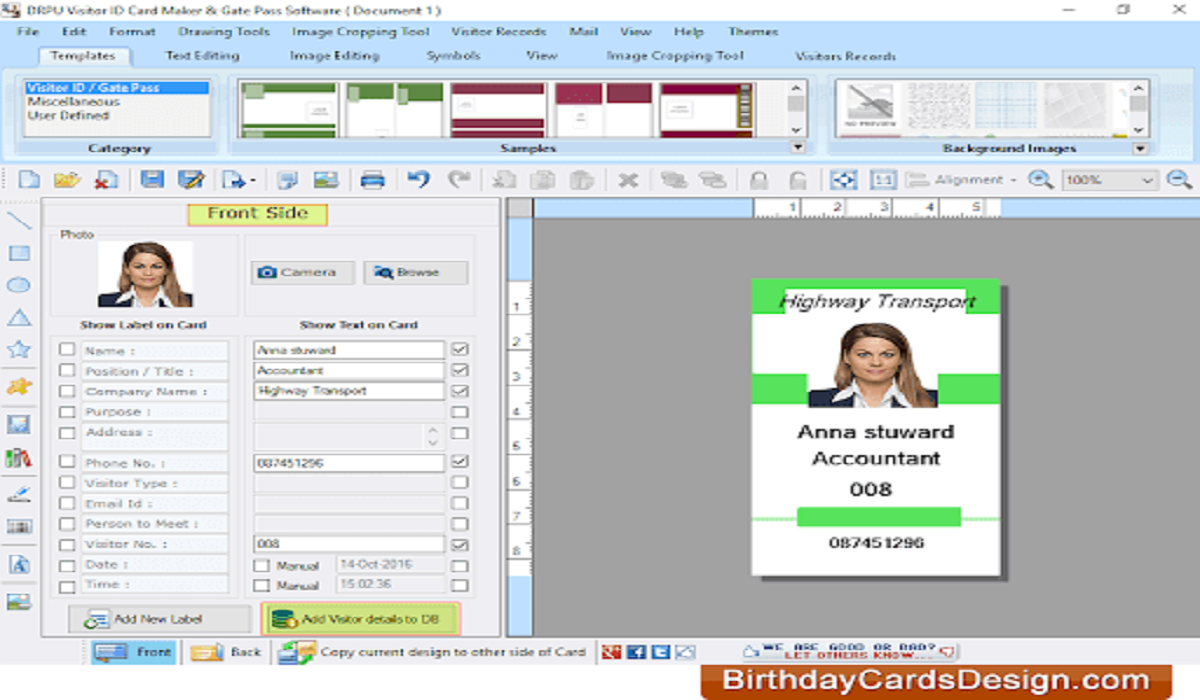 DRPU Visitor ID Card Maker & Gate Pass Software ( Document 1 )
File Edit Format Drawing Tools Image Cropping Tool Visitor Records Mail View Help Themes
Templates Text Editing Image Editing Symbols View Image Cropping Tool Visitors Records
Visitor ID / Gate Pass
Miscellaneous
User Defined
NO PREVIEW
Category Samples Background Images
1:1 Alignment 100%
Front Side
1 2 3 4 5
Photo
Camera Browse
Show Label on Card Show Text on Card
Name : Anna stuward
Position / Title : Accountant
Company Name : Highway Transport
Purpose :
Address :
Phone No. : 087451296
Visitor Type :
Email Id :
Person to Meet :
Visitor No. : 008
Date : Manual 14-Oct-2016
Time : Manual 15:02:36
Add New Label Add Visitor details to DB
1
2
3
4
5
6
7
8
Highway Transport
Anna stuward
Accountant
008
087451296
Front Back Copy current design to other side of Card
WE ARE GOOD OR BAD?
LET OTHERS KNOW...
BirthdayCardsDesign.com